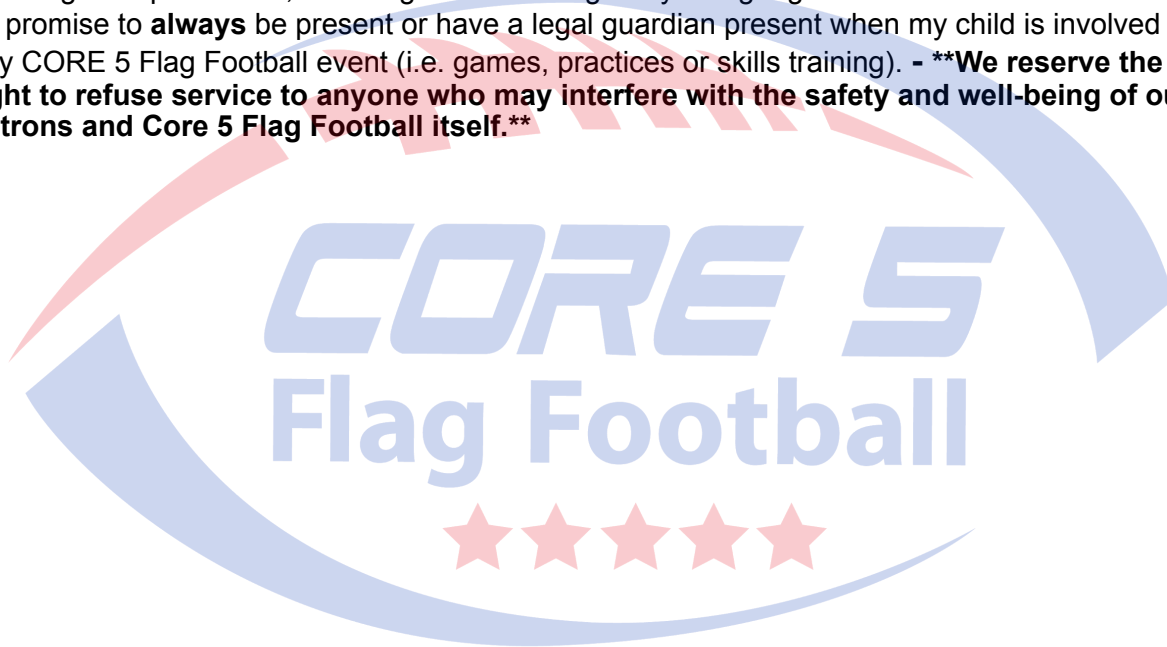 promise to always be present or have a legal guardian present when my child is involved
y CORE 5 Flag Football event (i.e. games, practices or skills training). - **We reserve the
ght to refuse service to anyone who may interfere with the safety and well-being of ou
trons and Core 5 Flag Football itself.**
CORE 5
Flag Football